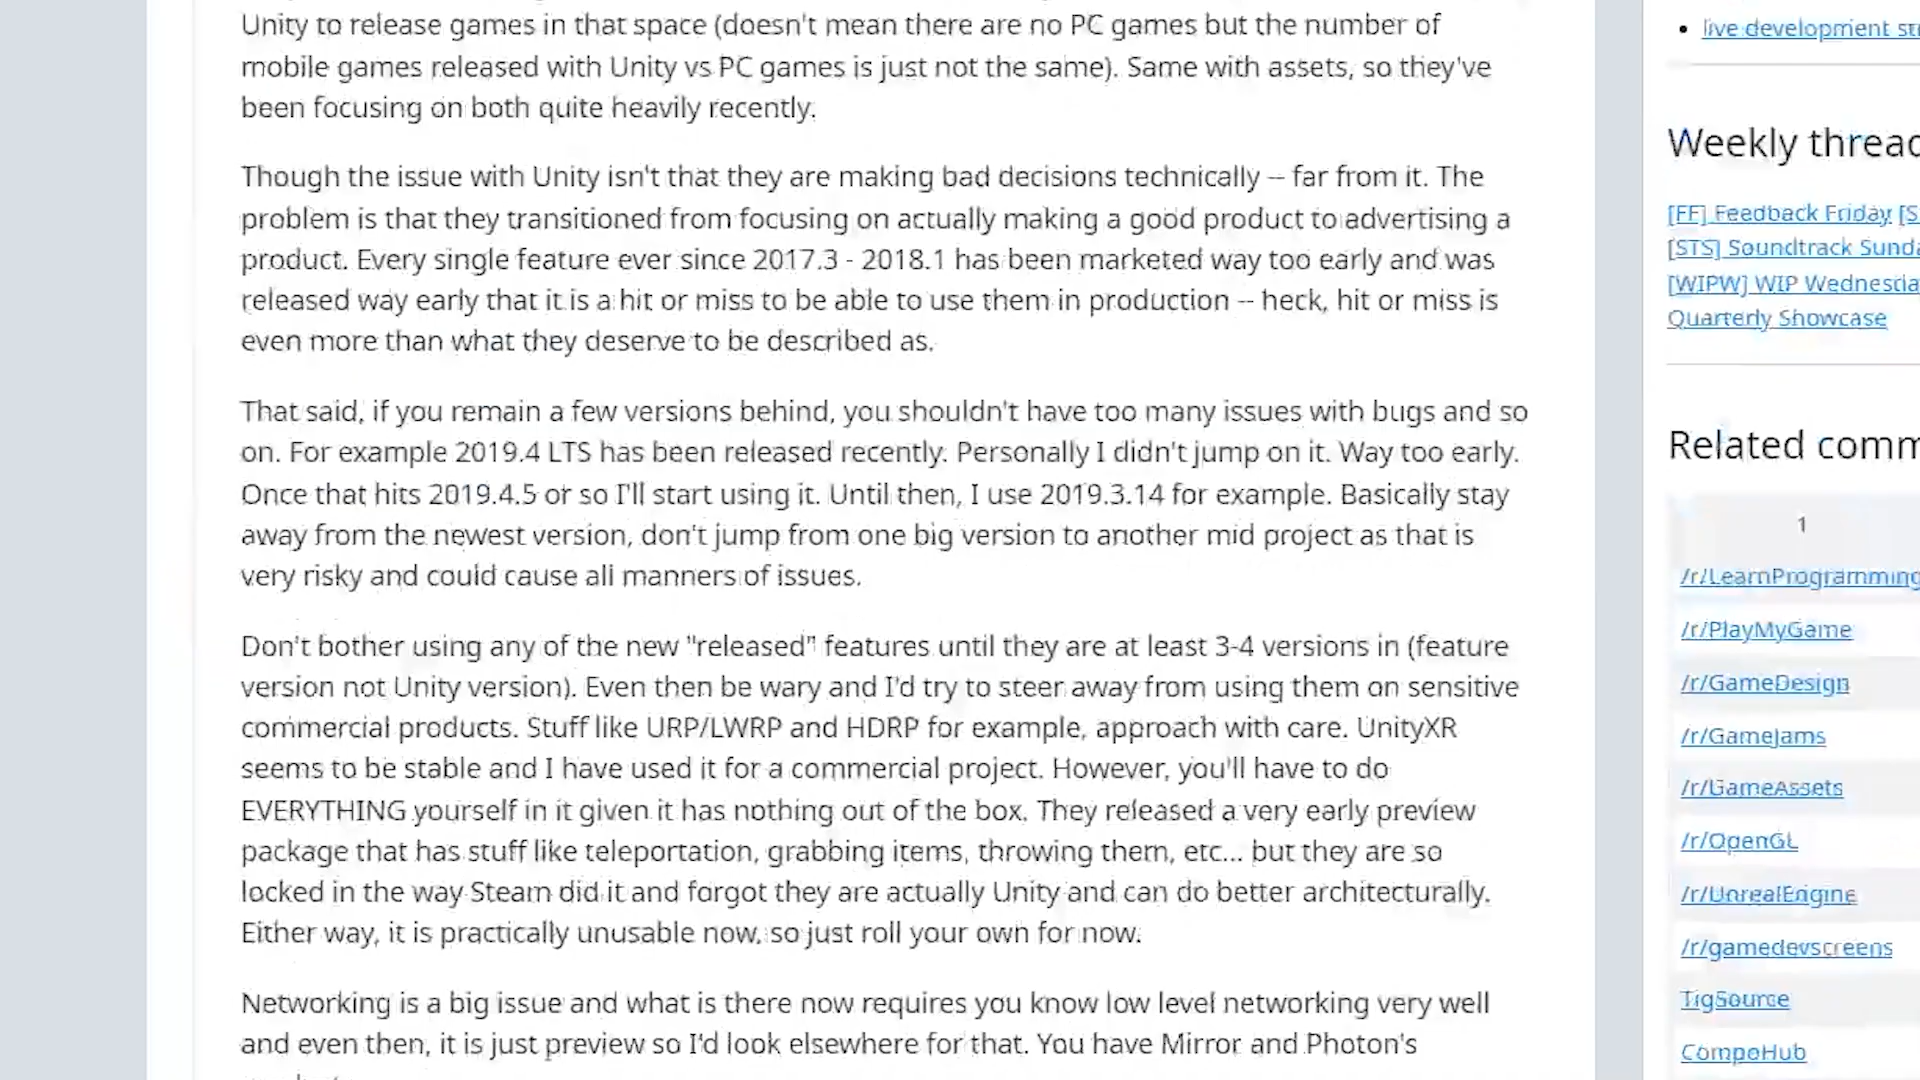 Unity to release games in that space (doesn't mean there are no PC games but the number of
mobile games released with Unity vs PC games is just not the same). Same with assets, so they've
been focusing on both quite heavily recently.
Though the issue with Unity isn't that they are making bad decisions technically -- far from it. The
problem is that they transitioned from focusing on actually making a good product to advertising a
product. Every single feature ever since 2017.3 - 2018.1 has been marketed way too early and was
released way early that it is a hit or miss to be able to use them in production -- heck, hit or miss is
even more than what they deserve to be described as.
That said, if you remain a few versions behind, you shouldn't have too many issues with bugs and so
on. For example 2019.4 LTS has been released recently. Personally I didn't jump on it. Way too early.
Once that hits 2019.4.5 or so I'll start using it. Until then, I use 2019.3.14 for example. Basically stay
away from the newest version, don't jump from one big version to another mid project as that is
very risky and could cause all manners of issues.
Don't bother using any of the new "released" features until they are at least 3-4 versions in (feature
version not Unity version). Even then be wary and I'd try to steer away from using them on sensitive
commercial products. Stuff like URP/LWRP and HDRP for example, approach with care. UnityXR
seems to be stable and I have used it for a commercial project. However, you'll have to do
EVERYTHING yourself in it given it has nothing out of the box. They released a very early preview
package that has stuff like teleportation, grabbing items, throwing them, etc... but they are so
locked in the way Steam did it and forgot they are actually Unity and can do better architecturally.
Either way, it is practically unusable now, so just roll your own for now.
Networking is a big issue and what is there now requires you know low level networking very well
and even then, it is just preview so I'd look elsewhere for that. You have Mirror and Photon's
live development
Weekly
[FF] Feedback Friday
[STS] Soundtrack
[WIPW] WIP
Quarterly Showcase
Related
1
/r/LearnProgramming
/r/PlayMyGame
/r/GameDesign
/r/GameJams
/r/GameAssets
/r/OpenGL
/r/UnrealEngine
/r/gamedevscreens
TigSource
CompoHub